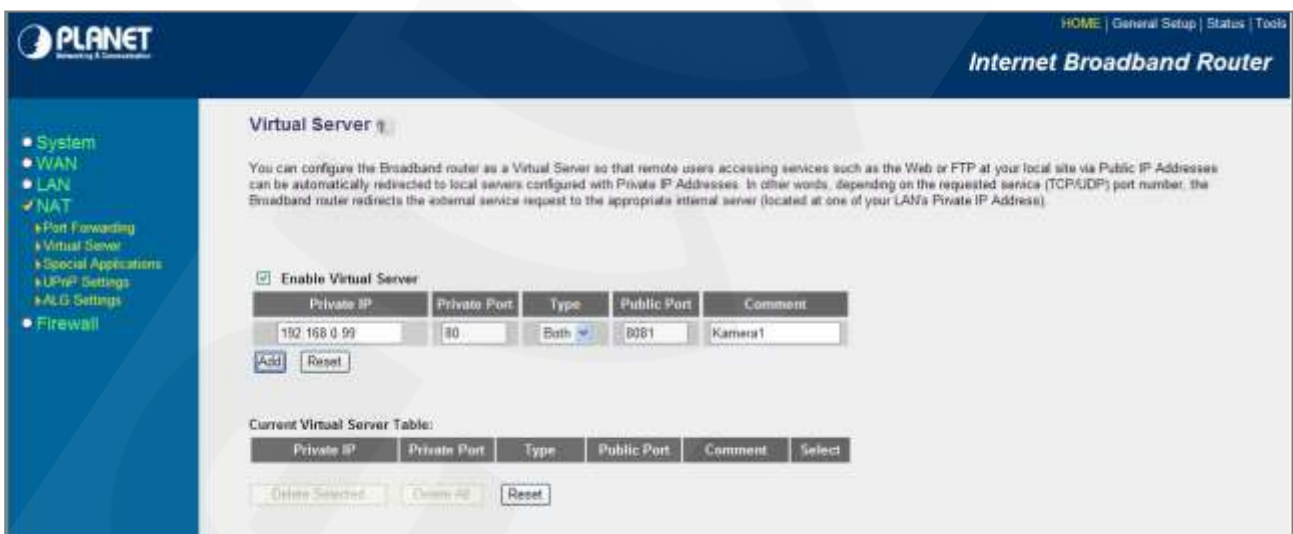 PLANET
Networking & Communication
HOME | General Setup | Status | Tools
Internet Broadband Router
System
WAN
LAN
NAT
Port Forwarding
Virtual Server
Special Applications
UPnP Settings
ALG Settings
Firewall
Virtual Server
You can configure the Broadband router as a Virtual Server so that remote users accessing services such as the Web or FTP at your local site via Public IP Addresses
can be automatically redirected to local servers configured with Private IP Addresses. In other words, depending on the requested service (TCP/UDP) port number, the
Broadband router redirects the external service request to the appropriate internal server (located at one of your LAN's Private IP Address).
Enable Virtual Server
Private IP Private Port Type Public Port Comment
192.168.0.99 80 Both 8081 Kamera1
Add Reset
Current Virtual Server Table:
Private IP Private Port Type Public Port Comment Select
Delete Selected Delete All Reset